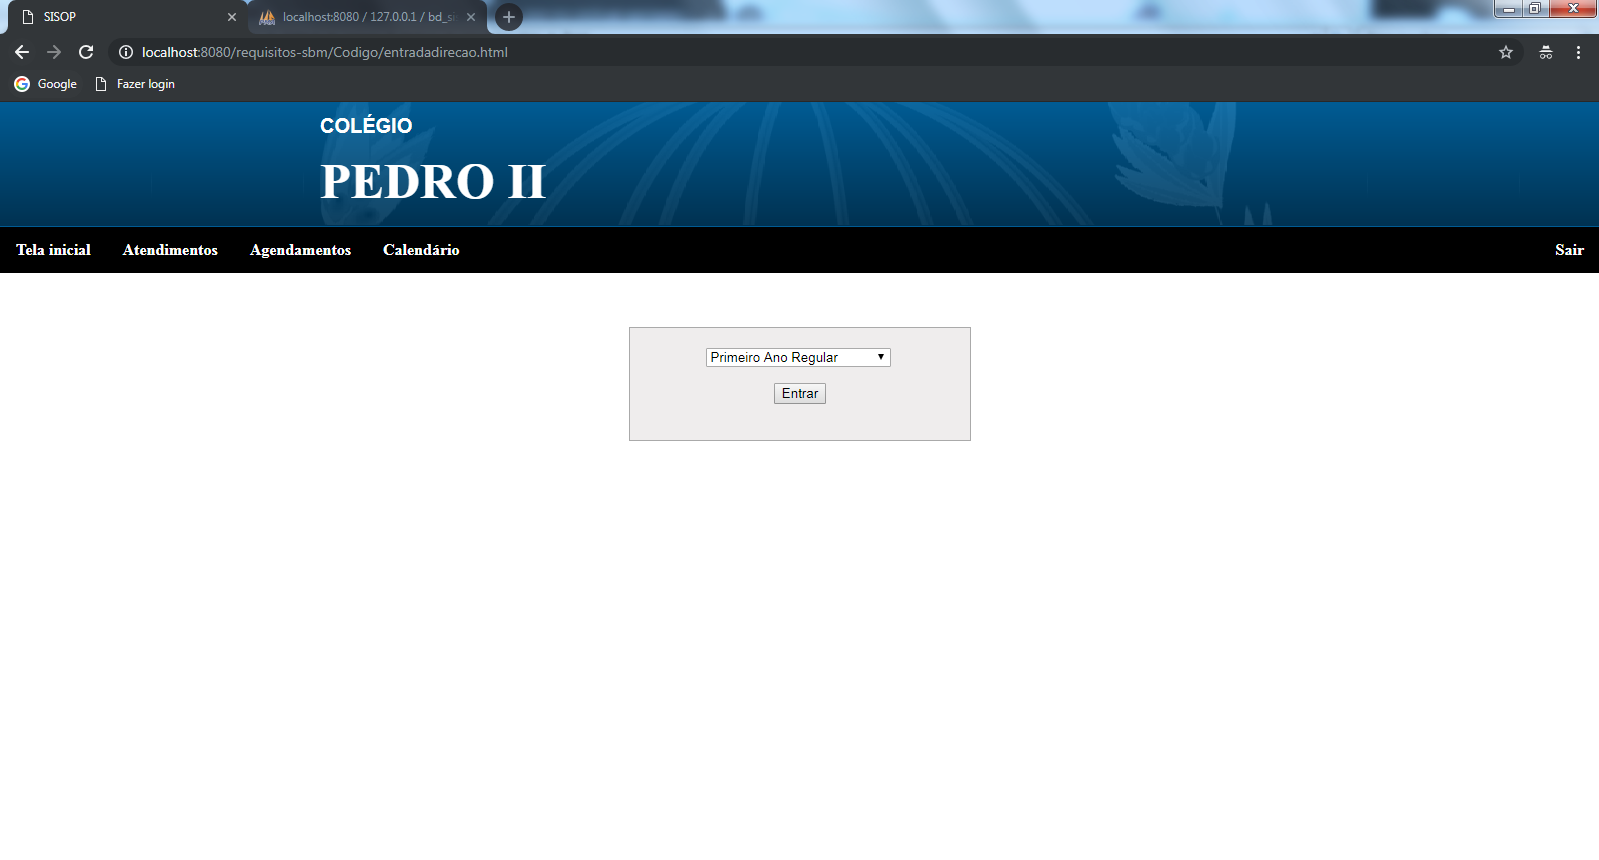 SISOP
localhost:8080 / 127.0.0.1 / bd_si
localhost:8080/requisitos-sbm/Codigo/entradadirecao.html
Google Fazer login
COLÉGIO
PEDRO II
Tela inicial Atendimentos Agendamentos Calendário Sair
Primeiro Ano Regular
Entrar